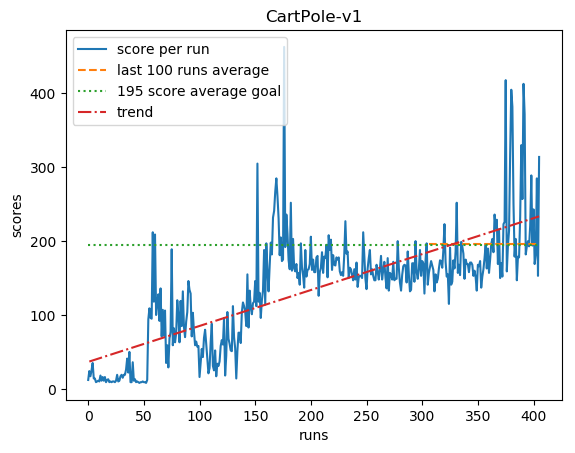 CartPole-v1
score per run
last 100 runs average
195 score average goal
trend
scores
400
300
200
100
0
0 50 100 150 200 250 300 350 400
runs